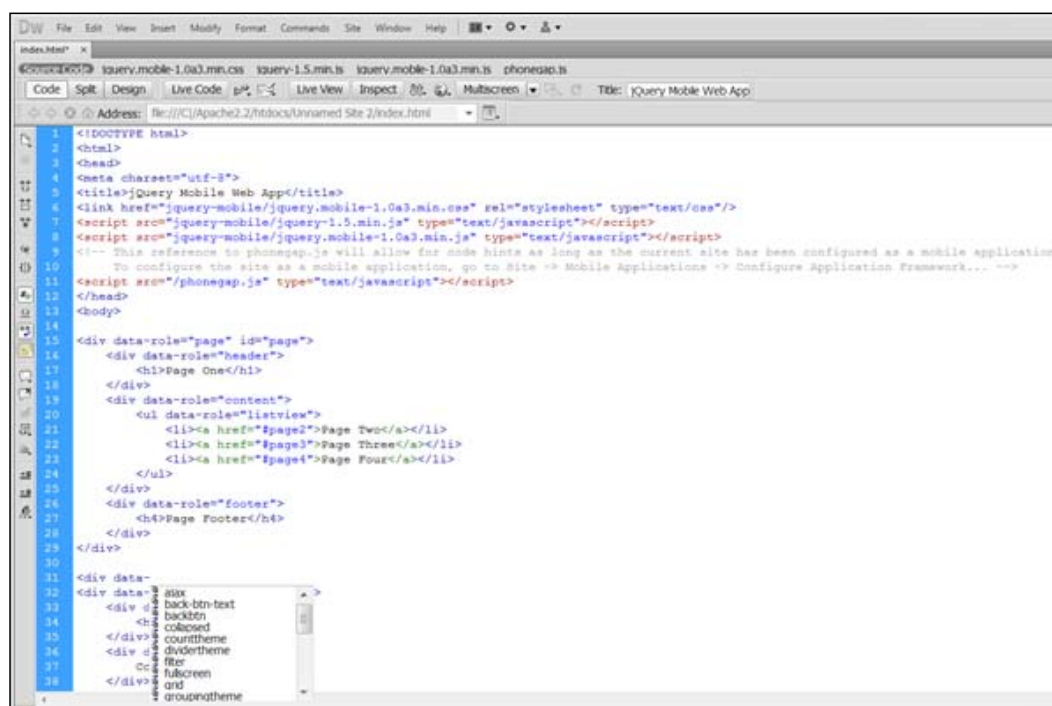 DW File Edit View Insert Modify Format Commands Site Window Help
index.html* ×
Source Code jquery.mobile-1.0a3.min.css jquery-1.5.min.js jquery.mobile-1.0a3.min.js phonegap.js
Code Split Design Live Code Live View Inspect Multiscreen Title: jQuery Mobile Web App
Address: file:///C|/Apache2.2/htdocs/Unnamed Site 2/index.html
1 <!DOCTYPE html>
2 <html>
3 <head>
4 <meta charset="utf-8">
5 <title>jQuery Mobile Web App</title>
6 <link href="jquery-mobile/jquery.mobile-1.0a3.min.css" rel="stylesheet" type="text/css"/>
7 <script src="jquery-mobile/jquery-1.5.min.js" type="text/javascript"></script>
8 <script src="jquery-mobile/jquery.mobile-1.0a3.min.js" type="text/javascript"></script>
9 <!-- This reference to phonegap.js will allow for code hints as long as the current site has been configured as a mobile application
10 To configure the site as a mobile application, go to Site -> Mobile Applications -> Configure Application Framework... -->
11 <script src="/phonegap.js" type="text/javascript"></script>
12 </head>
13 <body>
14
15 <div data-role="page" id="page">
16 <div data-role="header">
17 <h1>Page One</h1>
18 </div>
19 <div data-role="content">
20 <ul data-role="listview">
21 <li><a href="#page2">Page Two</a></li>
22 <li><a href="#page3">Page Three</a></li>
23 <li><a href="#page4">Page Four</a></li>
24 </ul>
25 </div>
26 <div data-role="footer">
27 <h4>Page Footer</h4>
28 </div>
29 </div>
30
31 <div data-
32 <div data- >
33 <div d
34 <h
35 </div>
36 <div d
37 Co
38 </div>
ajax
back-btn-text
backbtn
collapsed
counttheme
dividertheme
filter
fullscreen
grid
groupingtheme